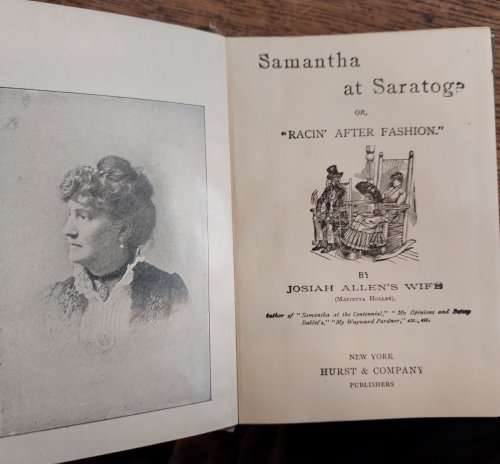 Samantha
at Saratoga
OR,
"RACIN' AFTER FASHION."
BY
JOSIAH ALLEN'S WIFE
(MARIETTA HOLLEY),
Author of "Samantha at the Centennial," "My Opinions and Betsey
Bobbit's," "My Wayward Pardner," etc., etc.
NEW YORK
HURST & COMPANY
PUBLISHERS